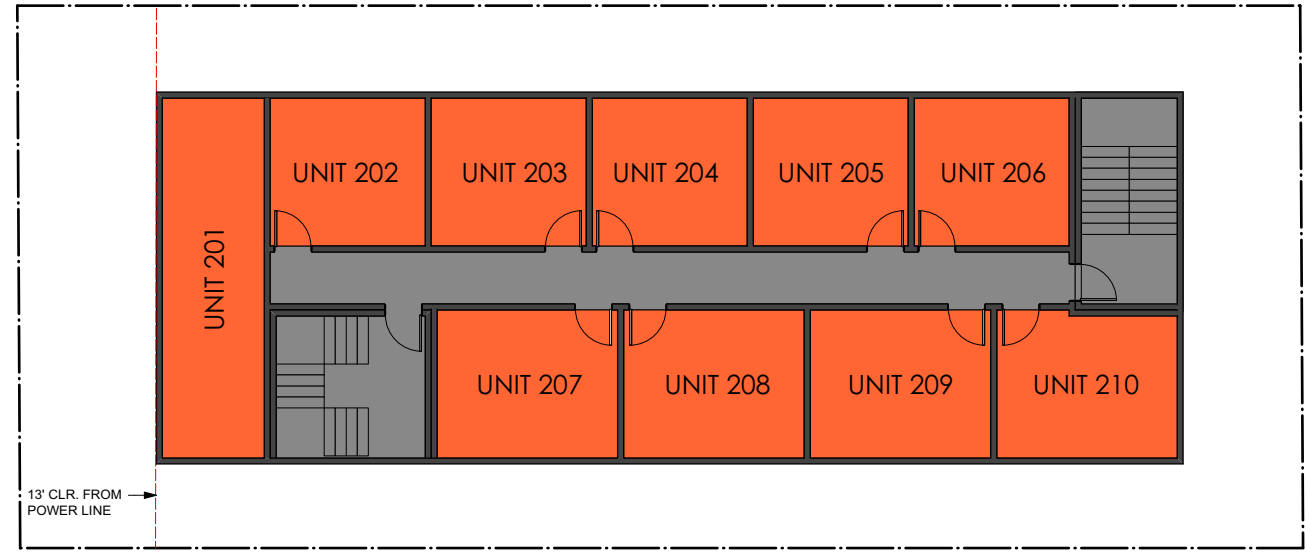 UNIT 202
UNIT 203
UNIT 204
UNIT 205
UNIT 206
UNIT 201
UNIT 207
UNIT 208
UNIT 209
UNIT 210
13' CLR. FROM
POWER LINE